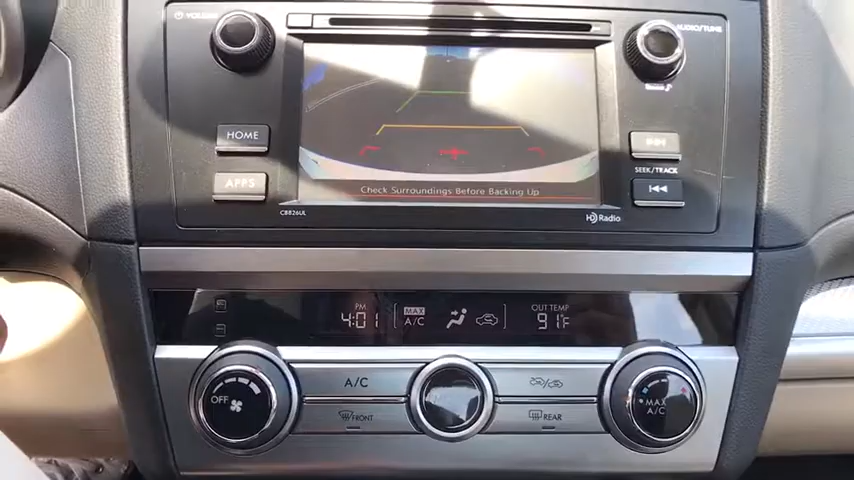 VOLUME
AUDIO/TUNE
HOME
APPS
SEEK/TRACK
Check Surroundings Before Backing Up
CB826UL
HD Radio
PM
4:01
MAX
A/C
OUT TEMP
91°F
OFF
A/C
FRONT
REAR
MAX
A/C